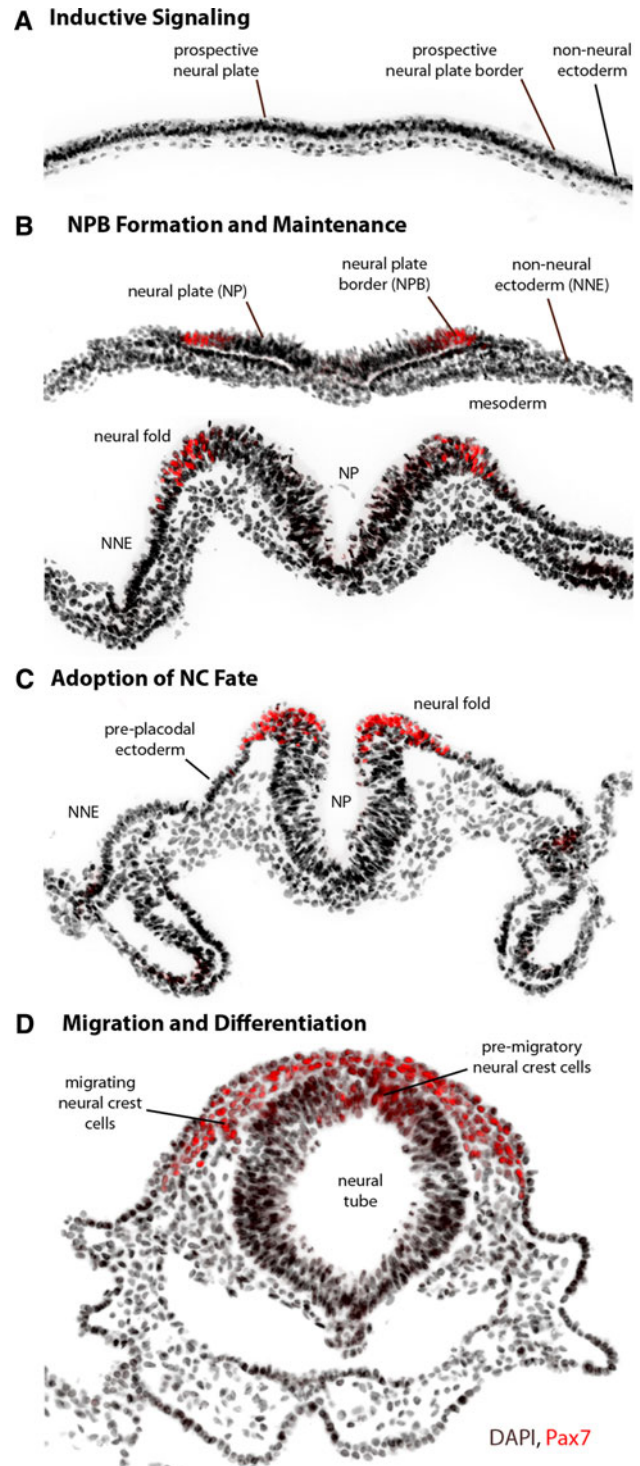 A Inductive Signaling
prospective
neural plate
prospective
neural plate border
non-neural
ectoderm
B NPB Formation and Maintenance
neural plate (NP)
neural plate
border (NPB)
non-neural
ectoderm (NNE)
mesoderm
neural fold
NP
NNE
C Adoption of NC Fate
neural fold
pre-placodal
ectoderm
NNE
NP
D Migration and Differentiation
pre-migratory
neural crest cells
migrating
neural crest
cells
neural
tube
DAPI, Pax7